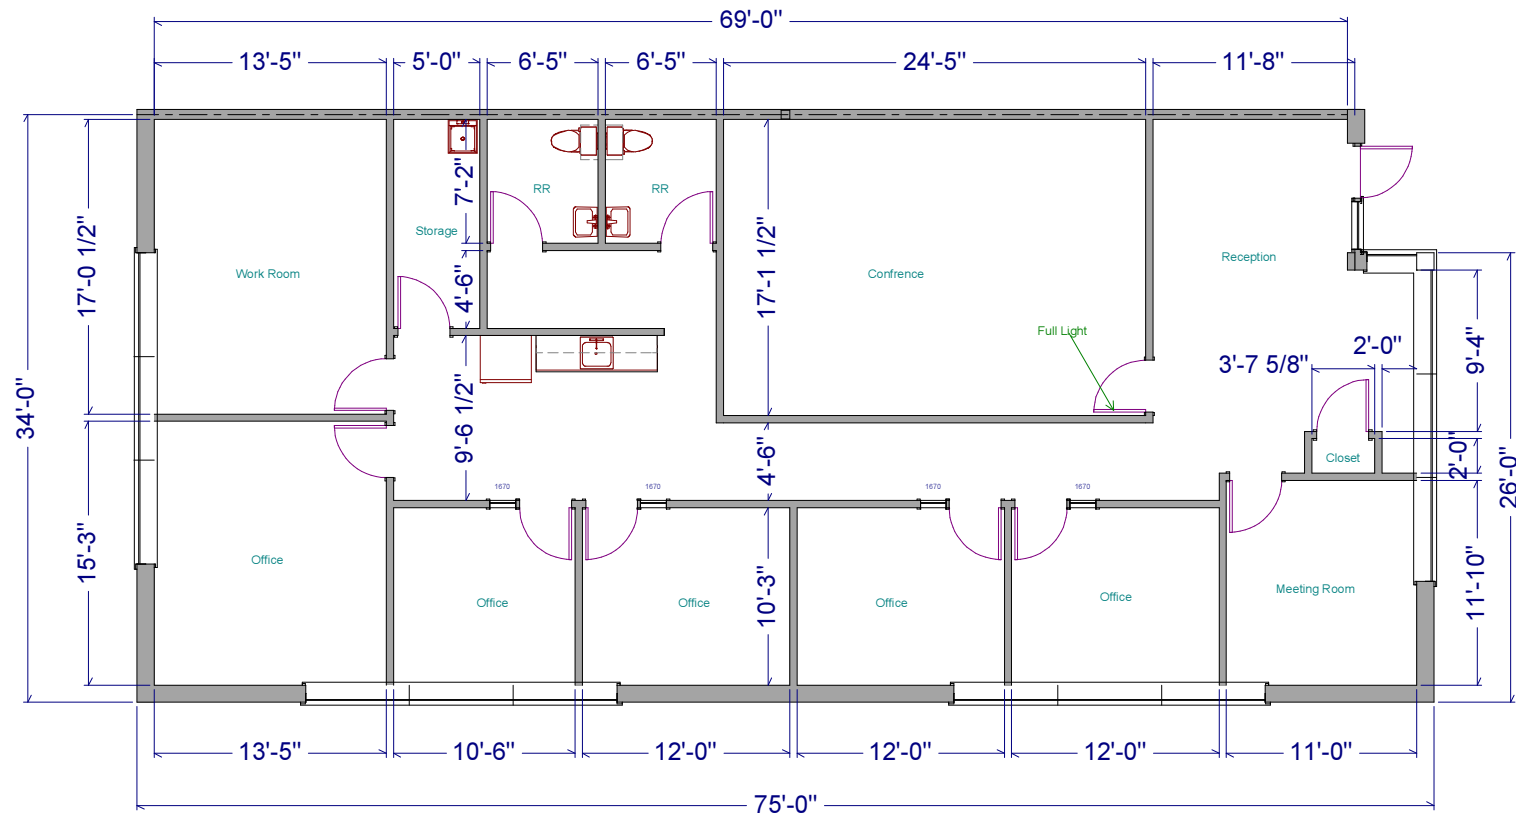 69'-0"
13'-5"
5'-0"
6'-5"
6'-5"
24'-5"
11'-8"
7'-2"
RR
RR
17'-0 1/2"
17'-1 1/2"
Storage
Work Room
Confrence
Reception
4'-6"
Full Light
9'-4"
2'-0"
3'-7 5/8"
34'-0"
9'-6 1/2"
4'-6"
Closet
2'-0"
26'-0"
1670
1670
1670
1670
15'-3"
Office
Office
Office
10'-3"
Office
Office
Meeting Room
11'-10"
13'-5"
10'-6"
12'-0"
12'-0"
12'-0"
11'-0"
75'-0"